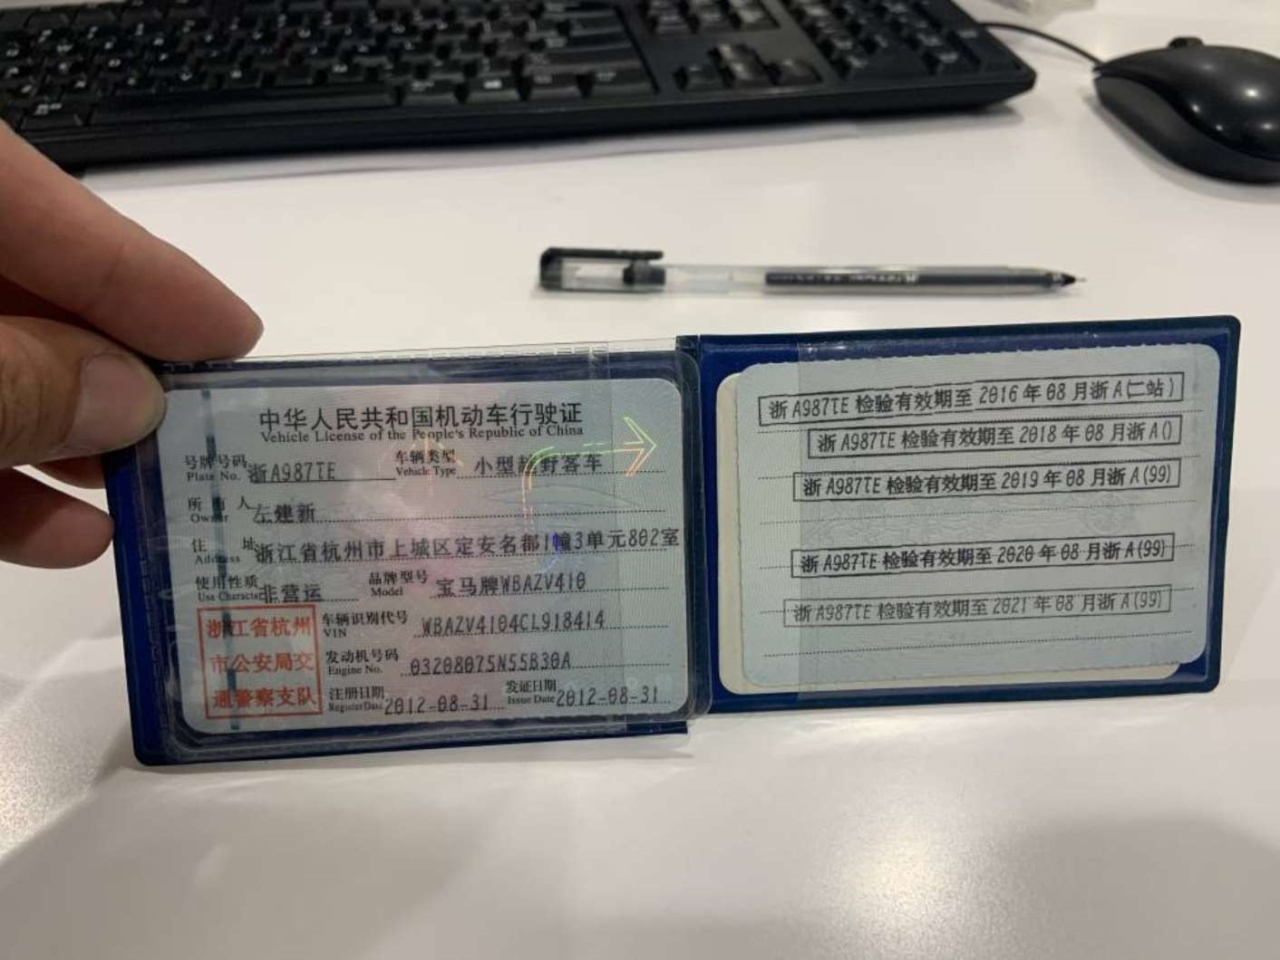 中华人民共和国机动车行驶证
Vehicle License of the People's Republic of China
号牌号码 浙A987TE 车辆类型 小型越野客车
Plate No. Vehicle Type
所有人 左建新
Owner
住址 浙江省杭州市上城区定安名都1幢3单元802室
Address
使用性质 非营运 品牌型号 宝马牌WBAZV410
Use Character Model
浙江省杭州
市公安局交
通警察支队
车辆识别代号 WBAZV4104CL918414
VIN
发动机号码 03208075N55B30A
Engine No.
注册日期 2012-08-31 发证日期 2012-08-31
Register Date Issue Date
浙A987TE 检验有效期至 2016 年 08 月浙A(二站)
浙A987TE 检验有效期至 2018 年 08 月浙A()
浙A987TE 检验有效期至 2019 年 08 月浙A(99)
浙A987TE 检验有效期至 2020 年 08 月浙A(99)
浙A987TE 检验有效期至 2021 年 08 月浙A(99)